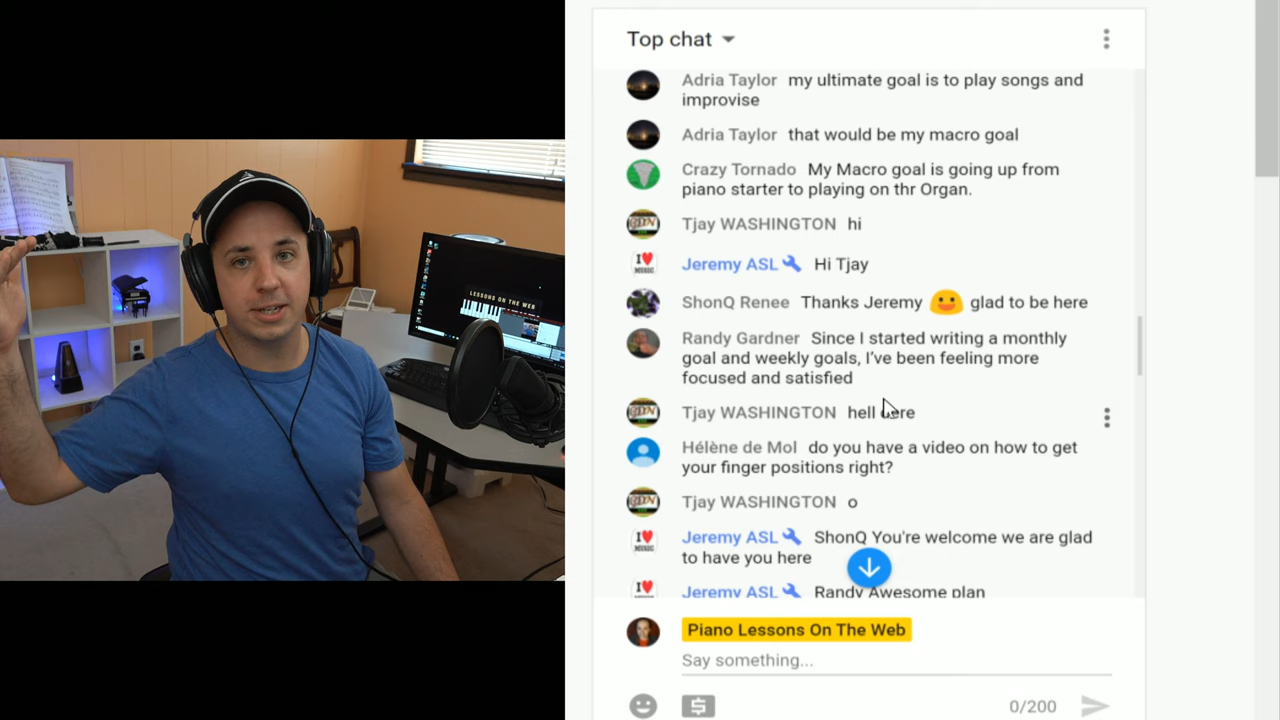 Top chat
Adria Taylor my ultimate goal is to play songs and
improvise
Adria Taylor that would be my macro goal
Crazy Tornado My Macro goal is going up from
piano starter to playing on thr Organ.
Tjay WASHINGTON hi
I ♥
MUSIC
Jeremy ASL Hi Tjay
ShonQ Renee Thanks Jeremy glad to be here
Randy Gardner Since I started writing a monthly
goal and weekly goals, I've been feeling more
focused and satisfied
Tjay WASHINGTON hell
Hélène de Mol do you have a video on how to get
your finger positions right?
Tjay WASHINGTON o
I ♥
MUSIC
Jeremy ASL ShonQ You're welcome we are glad
to have you here
I ♥
Jeremy ASL Randy Awesome plan
Piano Lessons On The Web
Say something...
0/200
LESSONS ON THE WEB